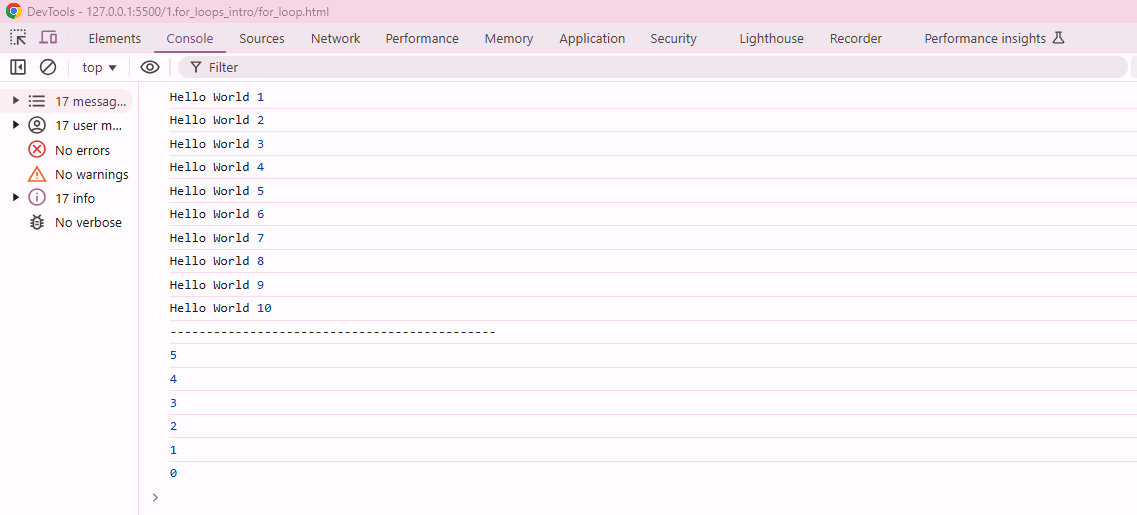 DevTools - 127.0.0.1:5500/1.for_loops_intro/for_loop.html
Elements Console Sources Network Performance Memory Application Security Lighthouse Recorder Performance insights
top Filter
17 messag...
17 user m...
No errors
No warnings
17 info
No verbose
Hello World 1
Hello World 2
Hello World 3
Hello World 4
Hello World 5
Hello World 6
Hello World 7
Hello World 8
Hello World 9
Hello World 10
---------------------------------------------
5
4
3
2
1
0